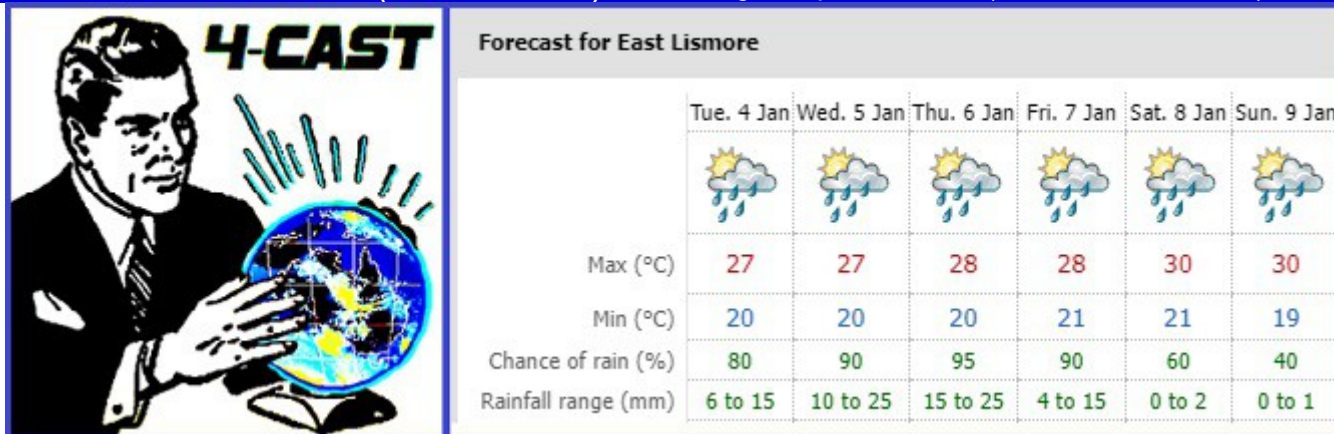 4-CAST
Forecast for East Lismore
Tue. 4 Jan Wed. 5 Jan Thu. 6 Jan Fri. 7 Jan Sat. 8 Jan Sun. 9 Jan
Max (°C) 27 27 28 28 30 30
Min (°C) 20 20 20 21 21 19
Chance of rain (%) 80 90 95 90 60 40
Rainfall range (mm) 6 to 15 10 to 25 15 to 25 4 to 15 0 to 2 0 to 1